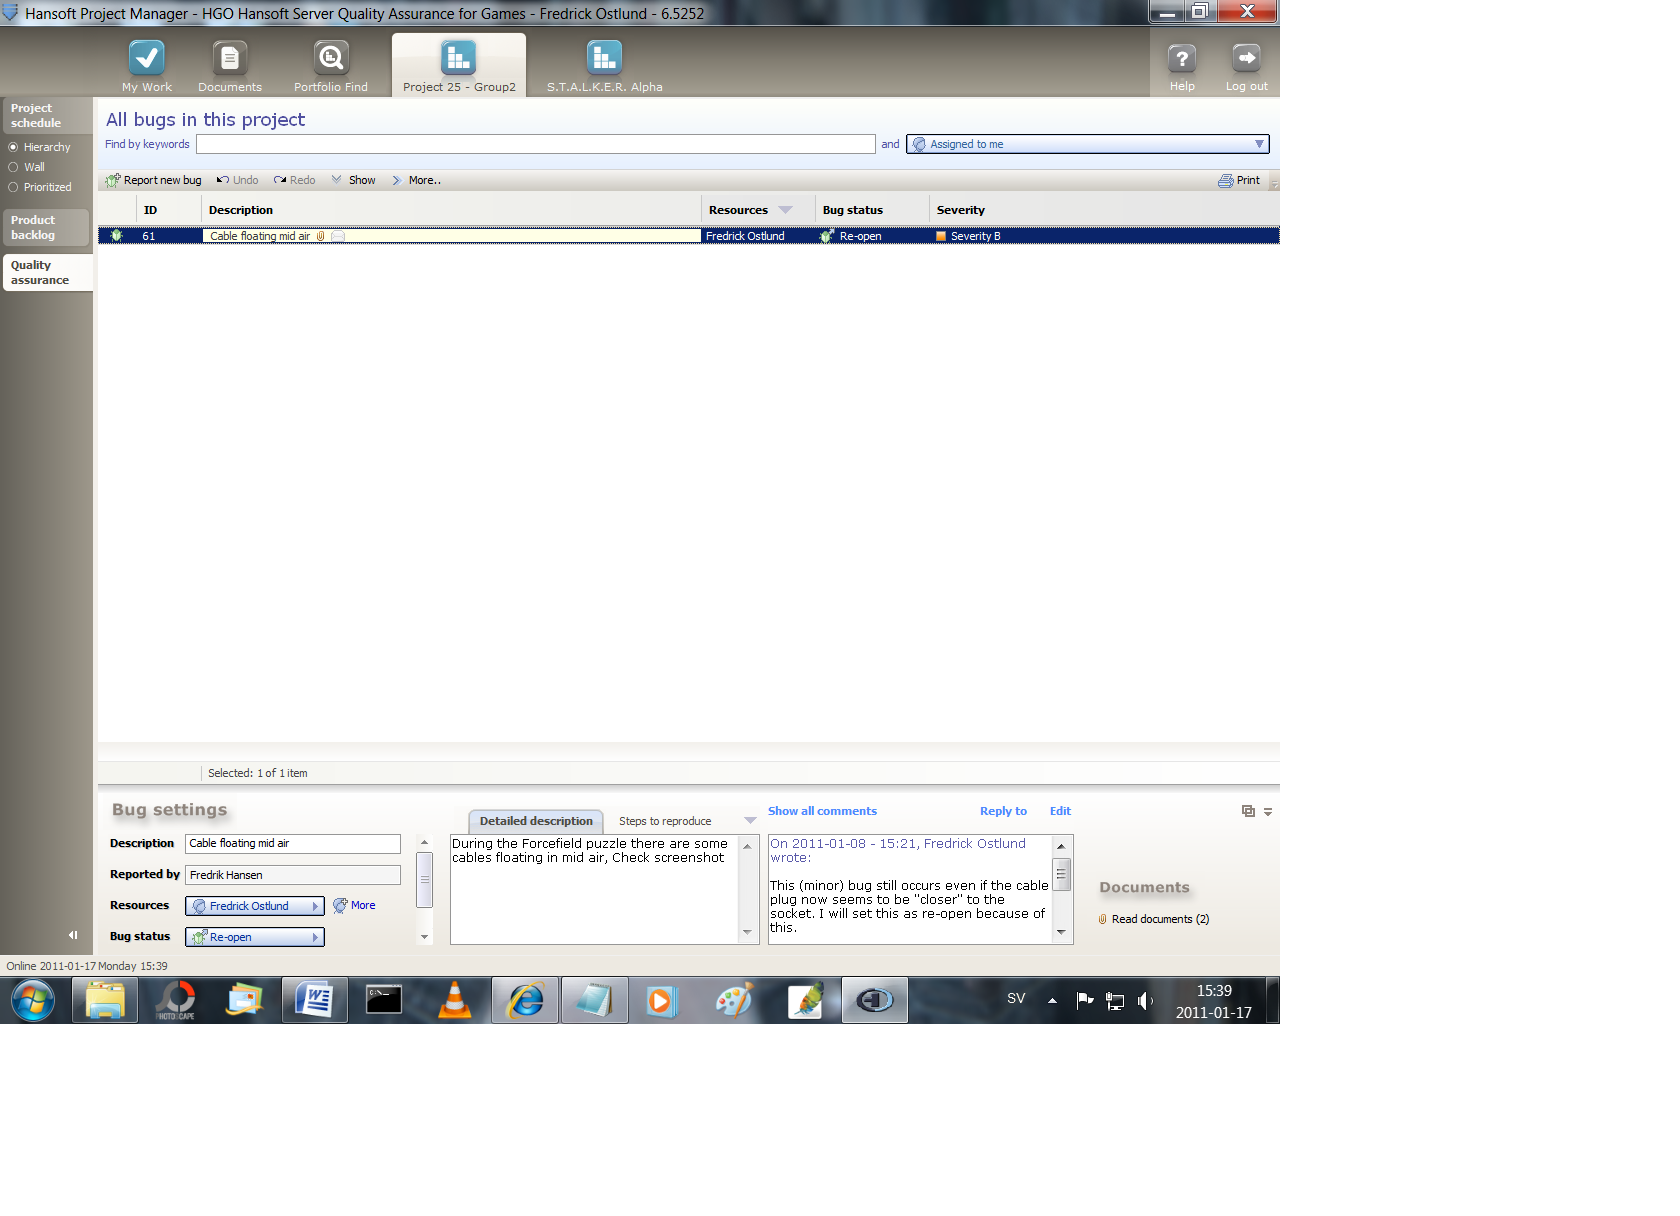 Hansoft Project Manager - HGO Hansoft Server Quality Assurance for Games - Fredrick Ostlund - 6.5252
My Work
Documents
Portfolio Find
Project 25 - Group2
S.T.A.L.K.E.R. Alpha
Help
Log out
Project schedule
Hierarchy
Wall
Prioritized
Product backlog
Quality assurance
All bugs in this project
Find by keywords
and
Assigned to me
Report new bug
Undo
Redo
Show
More..
Print
ID
Description
Resources
Bug status
Severity
61
Cable floating mid air
Fredrick Ostlund
Re-open
Severity B
Selected: 1 of 1 item
Bug settings
Description
Cable floating mid air
Reported by
Fredrik Hansen
Resources
Fredrick Ostlund
More
Bug status
Re-open
Detailed description
Steps to reproduce
During the Forcefield puzzle there are some
cables floating in mid air, Check screenshot
Show all comments
Reply to
Edit
On 2011-01-08 - 15:21, Fredrick Ostlund
wrote:
This (minor) bug still occurs even if the cable
plug now seems to be "closer" to the
socket. I will set this as re-open because of
this.
Documents
Read documents (2)
Online 2011-01-17 Monday 15:39
PHOTOSCAPE
SV
15:39
2011-01-17